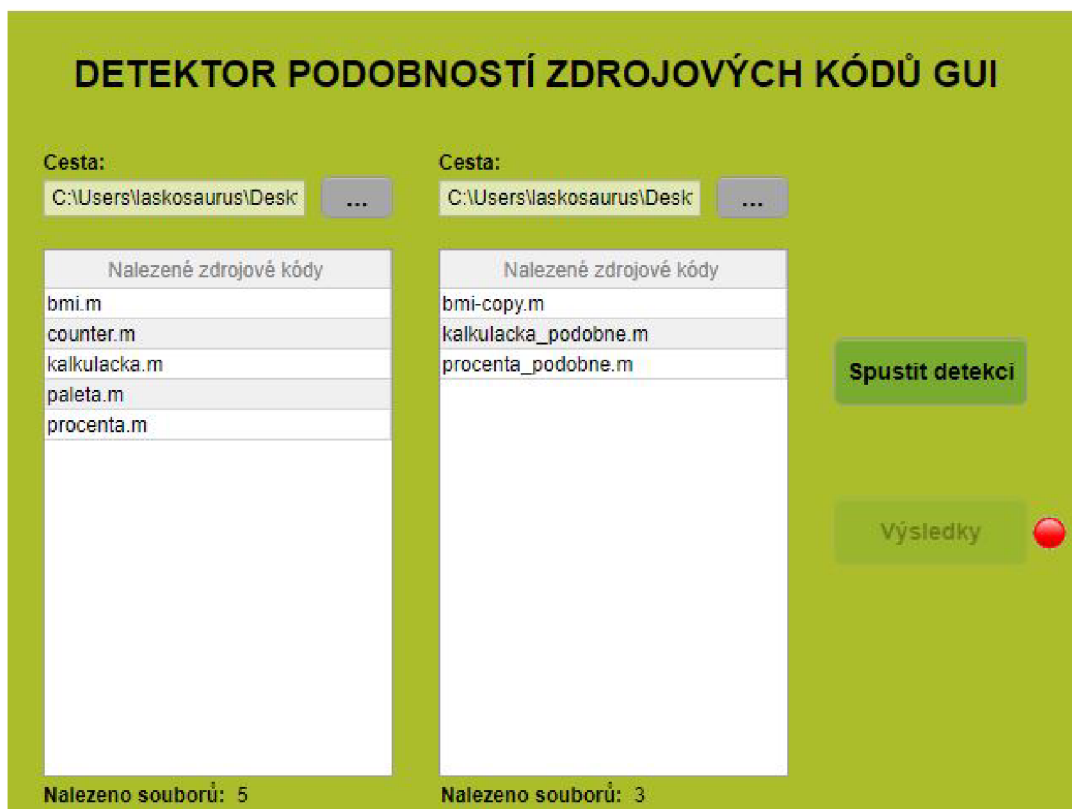 DETEKTOR PODOBNOSTÍ ZDROJOVÝCH KÓDŮ GUI
Cesta:
C:\Users\laskosaurus\Desk
...
Nalezené zdrojové kódy
bmi.m
counter.m
kalkulacka.m
paleta.m
procenta.m
Nalezeno souborů: 5
Cesta:
C:\Users\laskosaurus\Desk
...
Nalezené zdrojové kódy
bmi-copy.m
kalkulacka_podobne.m
procenta_podobne.m
Nalezeno souborů: 3
Spustit detekci
Výsledky